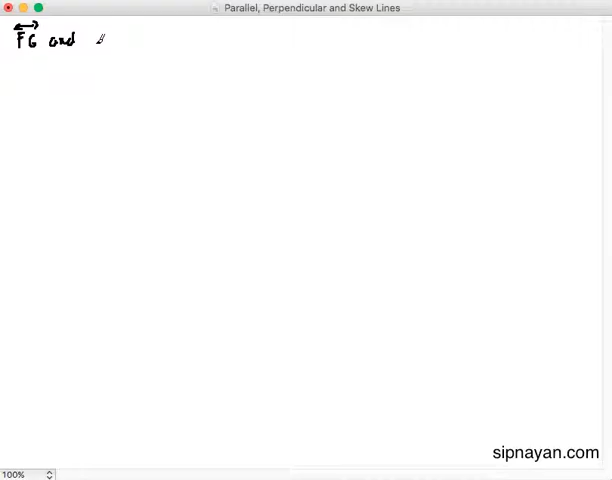 Parallel, Perpendicular and Skew Lines
FG and
sipnayan.com
100%